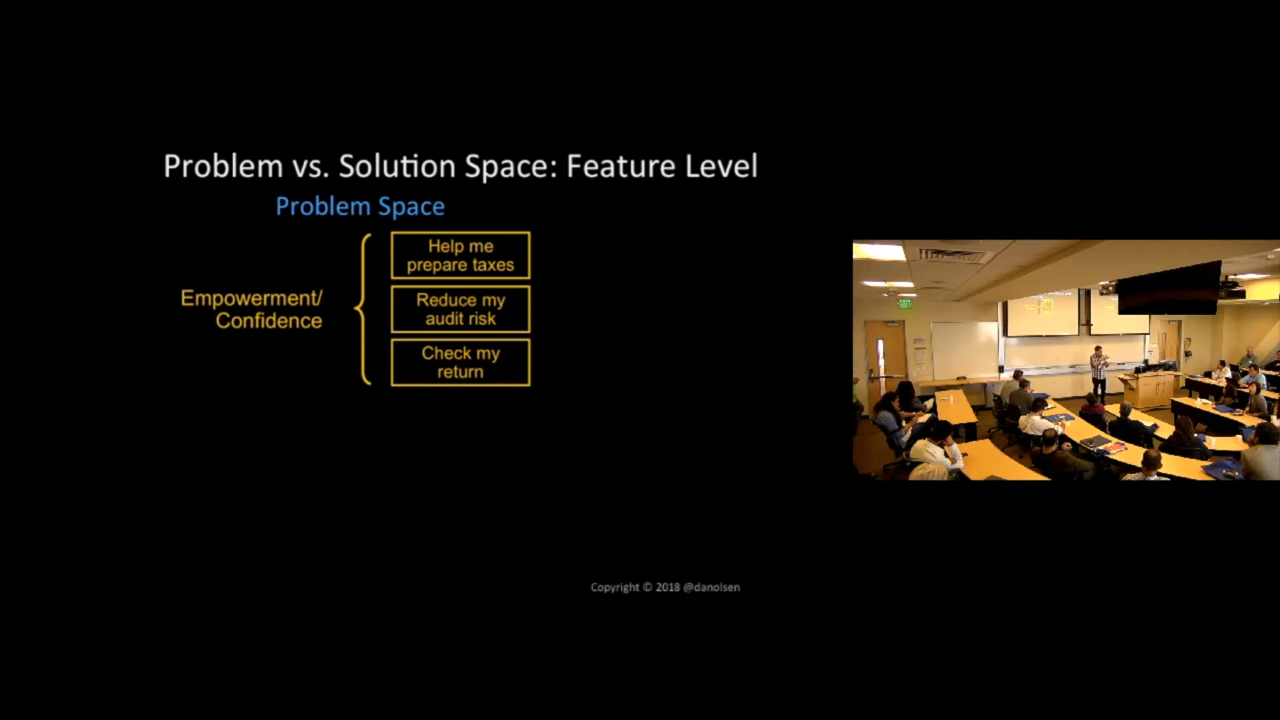 Problem vs. Solution Space: Feature Level
Problem Space
Empowerment/
Confidence
Help me
prepare taxes
Reduce my
audit risk
Check my
return
Copyright © 2018 @danolsen